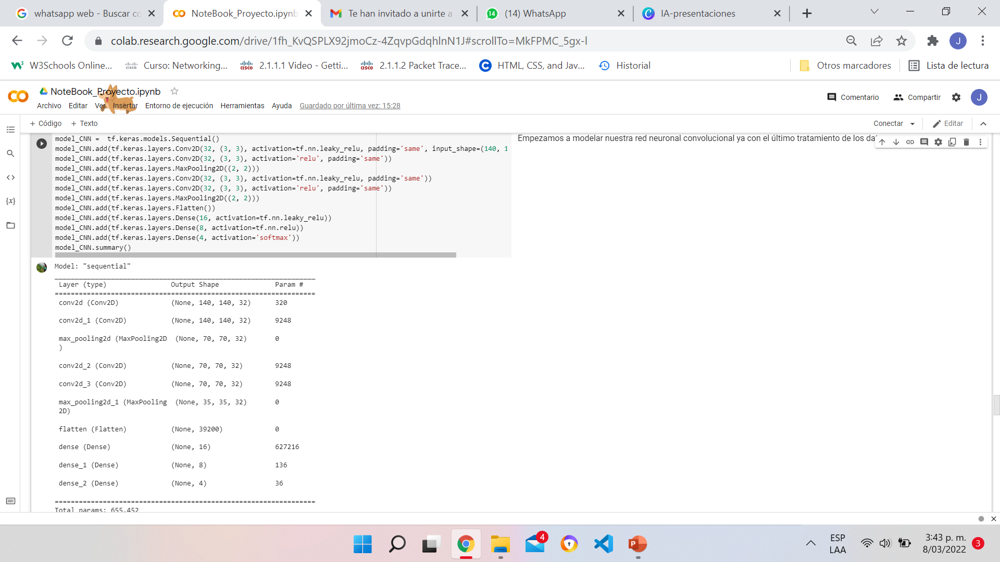 whatsapp web - Buscar co
NoteBook_Proyecto.ipynb
Te han invitado a unirte a
14 (14) WhatsApp
C IA-presentaciones
colab.research.google.com/drive/1fh_KvQSPLX92jmoCz-4ZqvpGdqhlnN1J#scrollTo=MkFPMC_5gx-l
J
W3Schools Online...
Curso: Networking...
2.1.1.1 Video - Getti...
2.1.1.2 Packet Trace...
HTML, CSS, and Jav...
Historial
Otros marcadores
Lista de lectura
NoteBook_Proyecto.ipynb
Archivo Editar Ver Insertar Entorno de ejecución Herramientas Ayuda Guardado por última vez: 15:28
Comentario
Compartir
J
+ Código + Texto
Conectar
Editar
model_CNN =  tf.keras.models.Sequential()
model_CNN.add(tf.keras.layers.Conv2D(32, (3, 3), activation=tf.nn.leaky_relu, padding='same', input_shape=(140, 1
model_CNN.add(tf.keras.layers.Conv2D(32, (3, 3), activation='relu', padding='same'))
model_CNN.add(tf.keras.layers.MaxPooling2D((2, 2)))
model_CNN.add(tf.keras.layers.Conv2D(32, (3, 3), activation=tf.nn.leaky_relu, padding='same'))
model_CNN.add(tf.keras.layers.Conv2D(32, (3, 3), activation='relu', padding='same'))
model_CNN.add(tf.keras.layers.MaxPooling2D((2, 2)))
model_CNN.add(tf.keras.layers.Flatten())
model_CNN.add(tf.keras.layers.Dense(16, activation=tf.nn.leaky_relu))
model_CNN.add(tf.keras.layers.Dense(8, activation=tf.nn.relu))
model_CNN.add(tf.keras.layers.Dense(4, activation='softmax'))
model_CNN.summary()
Empezamos a modelar nuestra red neuronal convolucional ya con el último tratamiento de los da
Model: "sequential"
Layer (type) Output Shape Param #
conv2d (Conv2D) (None, 140, 140, 32) 320
conv2d_1 (Conv2D) (None, 140, 140, 32) 9248
max_pooling2d (MaxPooling2D (None, 70, 70, 32) 0
)
conv2d_2 (Conv2D) (None, 70, 70, 32) 9248
conv2d_3 (Conv2D) (None, 70, 70, 32) 9248
max_pooling2d_1 (MaxPooling (None, 35, 35, 32) 0
2D)
flatten (Flatten) (None, 39200) 0
dense (Dense) (None, 16) 627216
dense_1 (Dense) (None, 8) 136
dense_2 (Dense) (None, 4) 36
Total params: 655,452
4
ESP
LAA
3:43 p. m.
8/03/2022
3